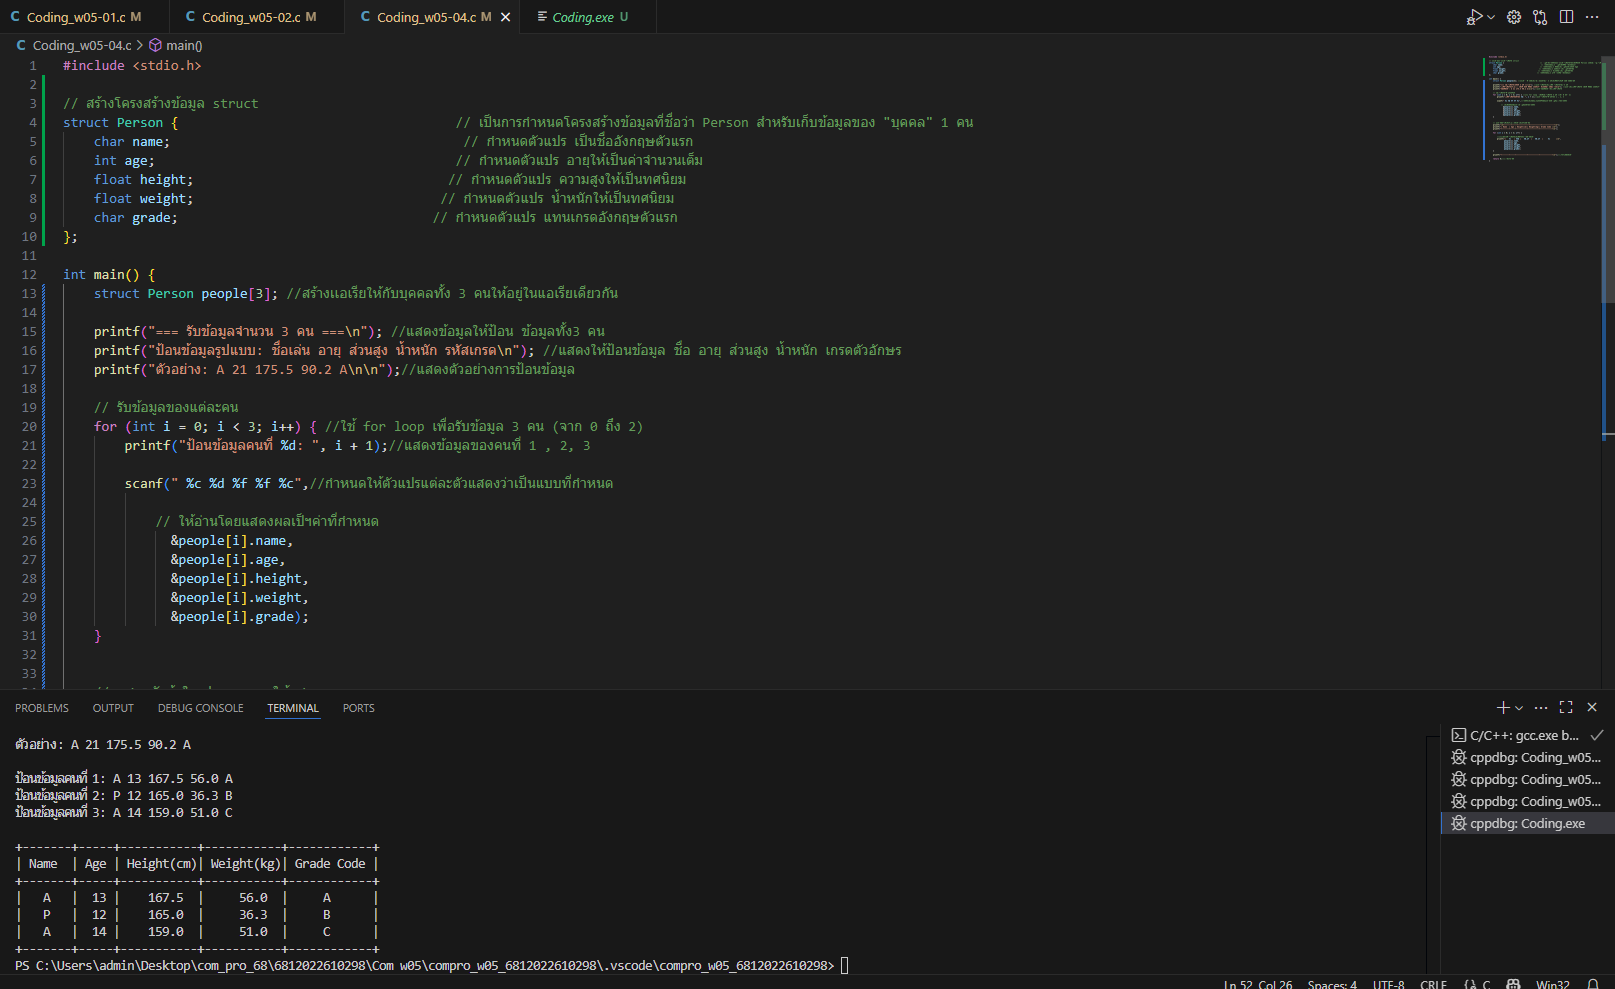 Coding_w05-01.c M
Coding_w05-02.c M
Coding_w05-04.c M
Coding.exe U
Coding_w05-04.c > main()
1 #include <stdio.h>
2
3 // สร้างโครงสร้างข้อมูล struct
4 struct Person { // เป็นการกำหนดโครงสร้างข้อมูลที่ชื่อว่า Person สำหรับเก็บข้อมูลของ "บุคคล" 1 คน
5 char name; // กำหนดตัวแปร เป็นชื่ออังกฤษตัวแรก
6 int age; // กำหนดตัวแปร อายุให้เป็นค่าจำนวนเต็ม
7 float height; // กำหนดตัวแปร ความสูงให้เป็นทศนิยม
8 float weight; // กำหนดตัวแปร น้ำหนักให้เป็นทศนิยม
9 char grade; // กำหนดตัวแปร แทนเกรดอังกฤษตัวแรก
10 };
11
12 int main() {
13 struct Person people[3]; //สร้างแอเรียให้กับบุคคลทั้ง 3 คนให้อยู่ในแอเรียเดียวกัน
14
15 printf("=== รับข้อมูลจำนวน 3 คน ===\n"); //แสดงข้อมูลให้ป้อน ข้อมูลทั้ง3 คน
16 printf("ป้อนข้อมูลรูปแบบ: ชื่อเล่น อายุ ส่วนสูง น้ำหนัก รหัสเกรด\n"); //แสดงให้ป้อนข้อมูล ชื่อ อายุ ส่วนสูง น้ำหนัก เกรดตัวอักษร
17 printf("ตัวอย่าง: A 21 175.5 90.2 A\n\n");//แสดงตัวอย่างการป้อนข้อมูล
18
19 // รับข้อมูลของแต่ละคน
20 for (int i = 0; i < 3; i++) { //ใช้ for loop เพื่อรับข้อมูล 3 คน (จาก 0 ถึง 2)
21 printf("ป้อนข้อมูลคนที่ %d: ", i + 1);//แสดงข้อมูลของคนที่ 1 , 2, 3
22
23 scanf(" %c %d %f %f %c",//กำหนดให้ตัวแปรแต่ละตัวแสดงว่าเป็นแบบที่กำหนด
24
25 // ให้อ่านโดยแสดงผลเป็ฯค่าที่กำหนด
26 &people[i].name,
27 &people[i].age,
28 &people[i].height,
29 &people[i].weight,
30 &people[i].grade);
31 }
32
33
PROBLEMS OUTPUT DEBUG CONSOLE TERMINAL PORTS
ตัวอย่าง: A 21 175.5 90.2 A
ป้อนข้อมูลคนที่ 1: A 13 167.5 56.0 A
ป้อนข้อมูลคนที่ 2: P 12 165.0 36.3 B
ป้อนข้อมูลคนที่ 3: A 14 159.0 51.0 C
+-------+-----+-----------+-----------+------------+
| Name | Age | Height(cm)| Weight(kg)| Grade Code |
+-------+-----+-----------+-----------+------------+
| A | 13 | 167.5 | 56.0 | A |
| P | 12 | 165.0 | 36.3 | B |
| A | 14 | 159.0 | 51.0 | C |
+-------+-----+-----------+-----------+------------+
PS C:\Users\admin\Desktop\com_pro_68\6812022610298\Com w05\compro_w05_6812022610298\.vscode\compro_w05_6812022610298>
C/C++: gcc.exe b...
cppdbg: Coding_w05...
cppdbg: Coding_w05...
cppdbg: Coding_w05...
cppdbg: Coding.exe
Ln 52, Col 26 Spaces: 4 UTF-8 CRLF {} C Win32